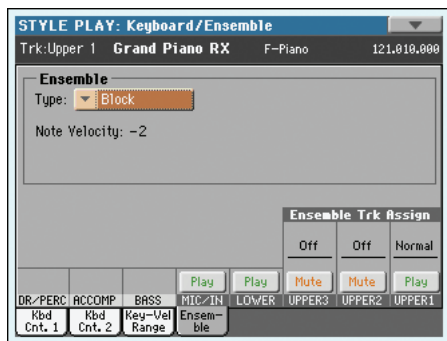 STYLE PLAY: Keyboard/Ensemble
Trk:Upper 1 Grand Piano RX F-Piano 121.010.000
Ensemble
Type: Block
Note Velocity: -2
Ensemble Trk Assign
Off Off Normal
Play Play Mute Mute Play
DR/PERC ACCOMP BASS MIC/IN LOWER UPPER3 UPPER2 UPPER1
Kbd Kbd Key-Vel Ensem-
Cnt. 1 Cnt. 2 Range ble